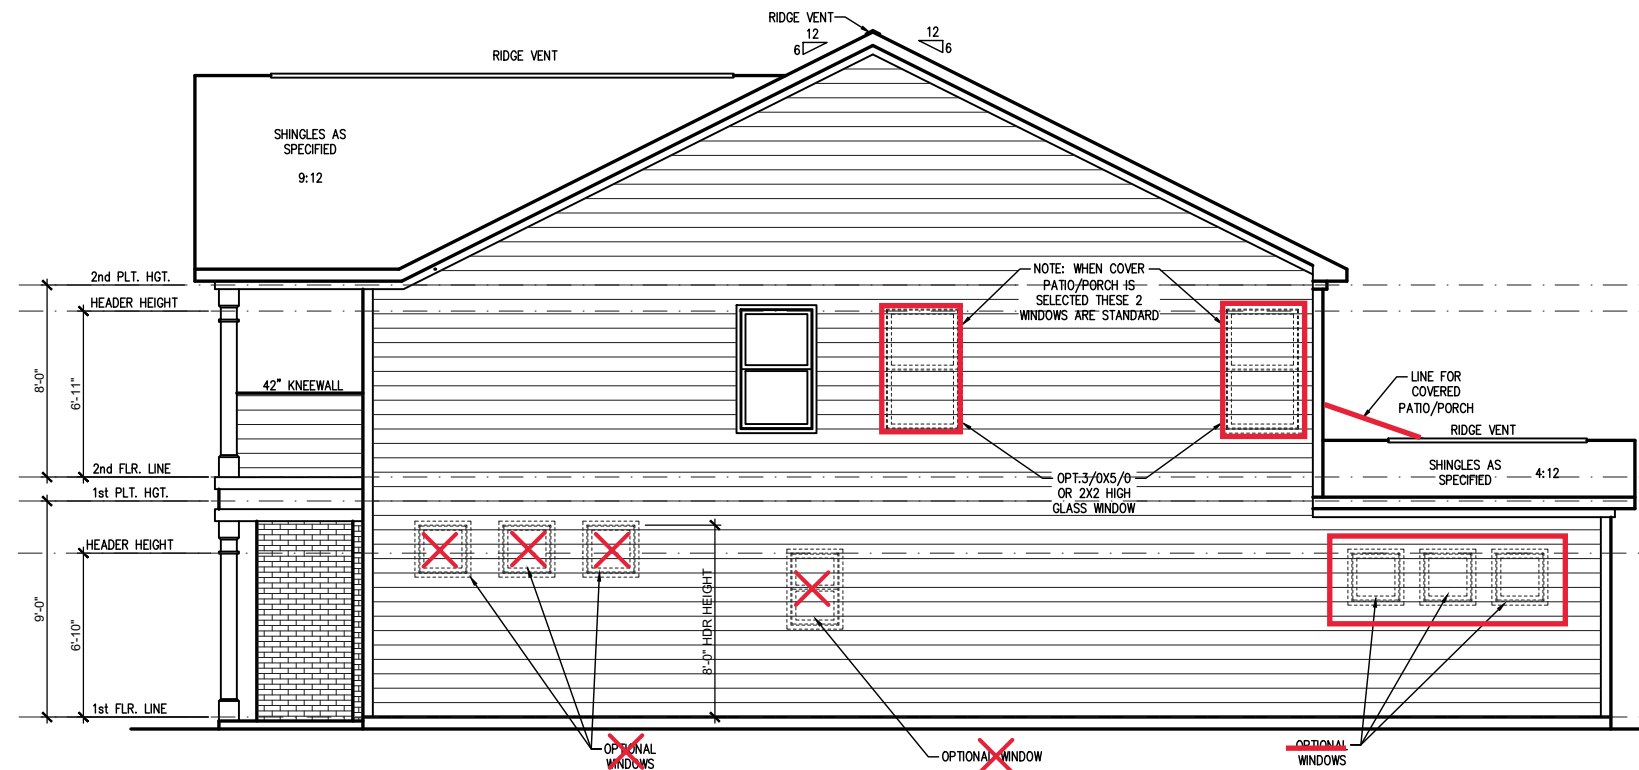 RIDGE VENT
12
6
12
6
RIDGE VENT
SHINGLES AS
SPECIFIED
9:12
2nd PLT. HGT.
HEADER HEIGHT
NOTE: WHEN COVER
PATIO/PORCH IS
SELECTED THESE 2
WINDOWS ARE STANDARD
8'-0"
6'-11"
42" KNEEWALL
LINE FOR
COVERED
PATIO/PORCH
RIDGE VENT
SHINGLES AS
SPECIFIED
4:12
2nd FLR. LINE
1st PLT. HGT.
OPT.3/0X5/0
OR 2X2 HIGH
GLASS WINDOW
HEADER HEIGHT
9'-0"
6'-10"
8'-0" HDR HEIGHT
1st FLR. LINE
OPTIONAL
WINDOWS
OPTIONAL WINDOW
OPTIONAL
WINDOWS